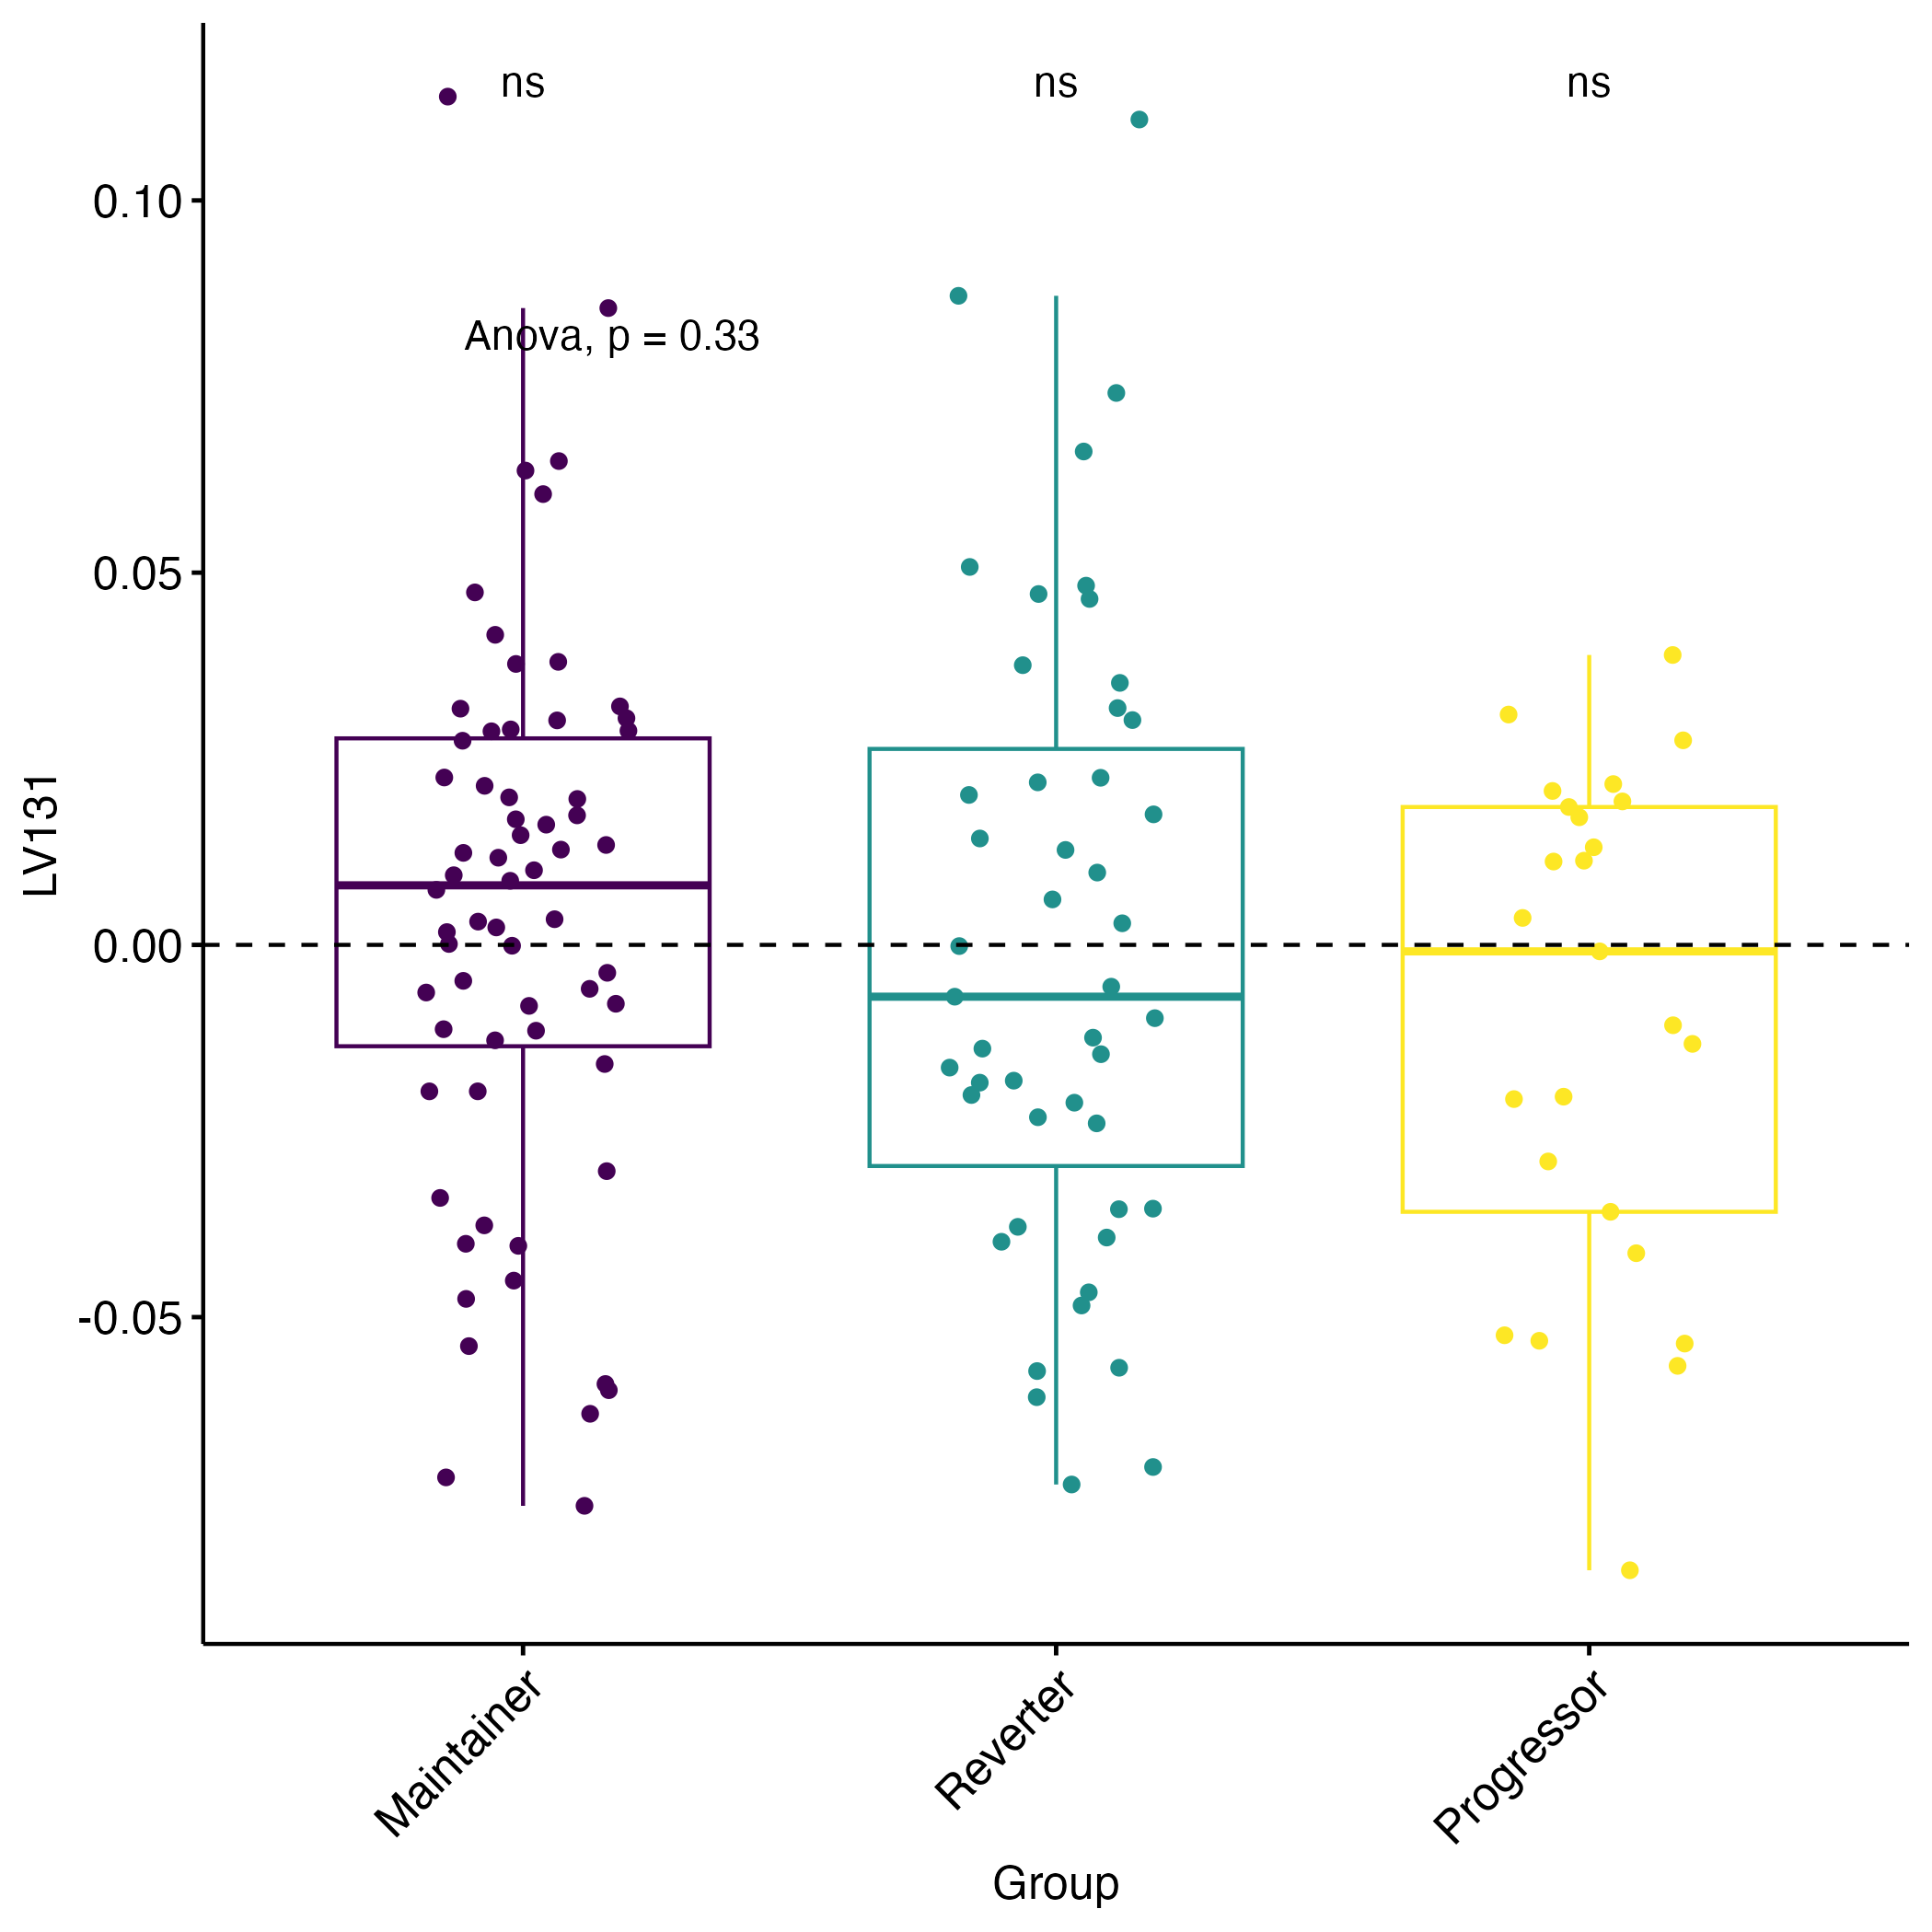 ns ns ns
0.10
Anova, p = 0.33
0.05
LV131
0.00
-0.05
Maintainer Reverter Progressor
Group